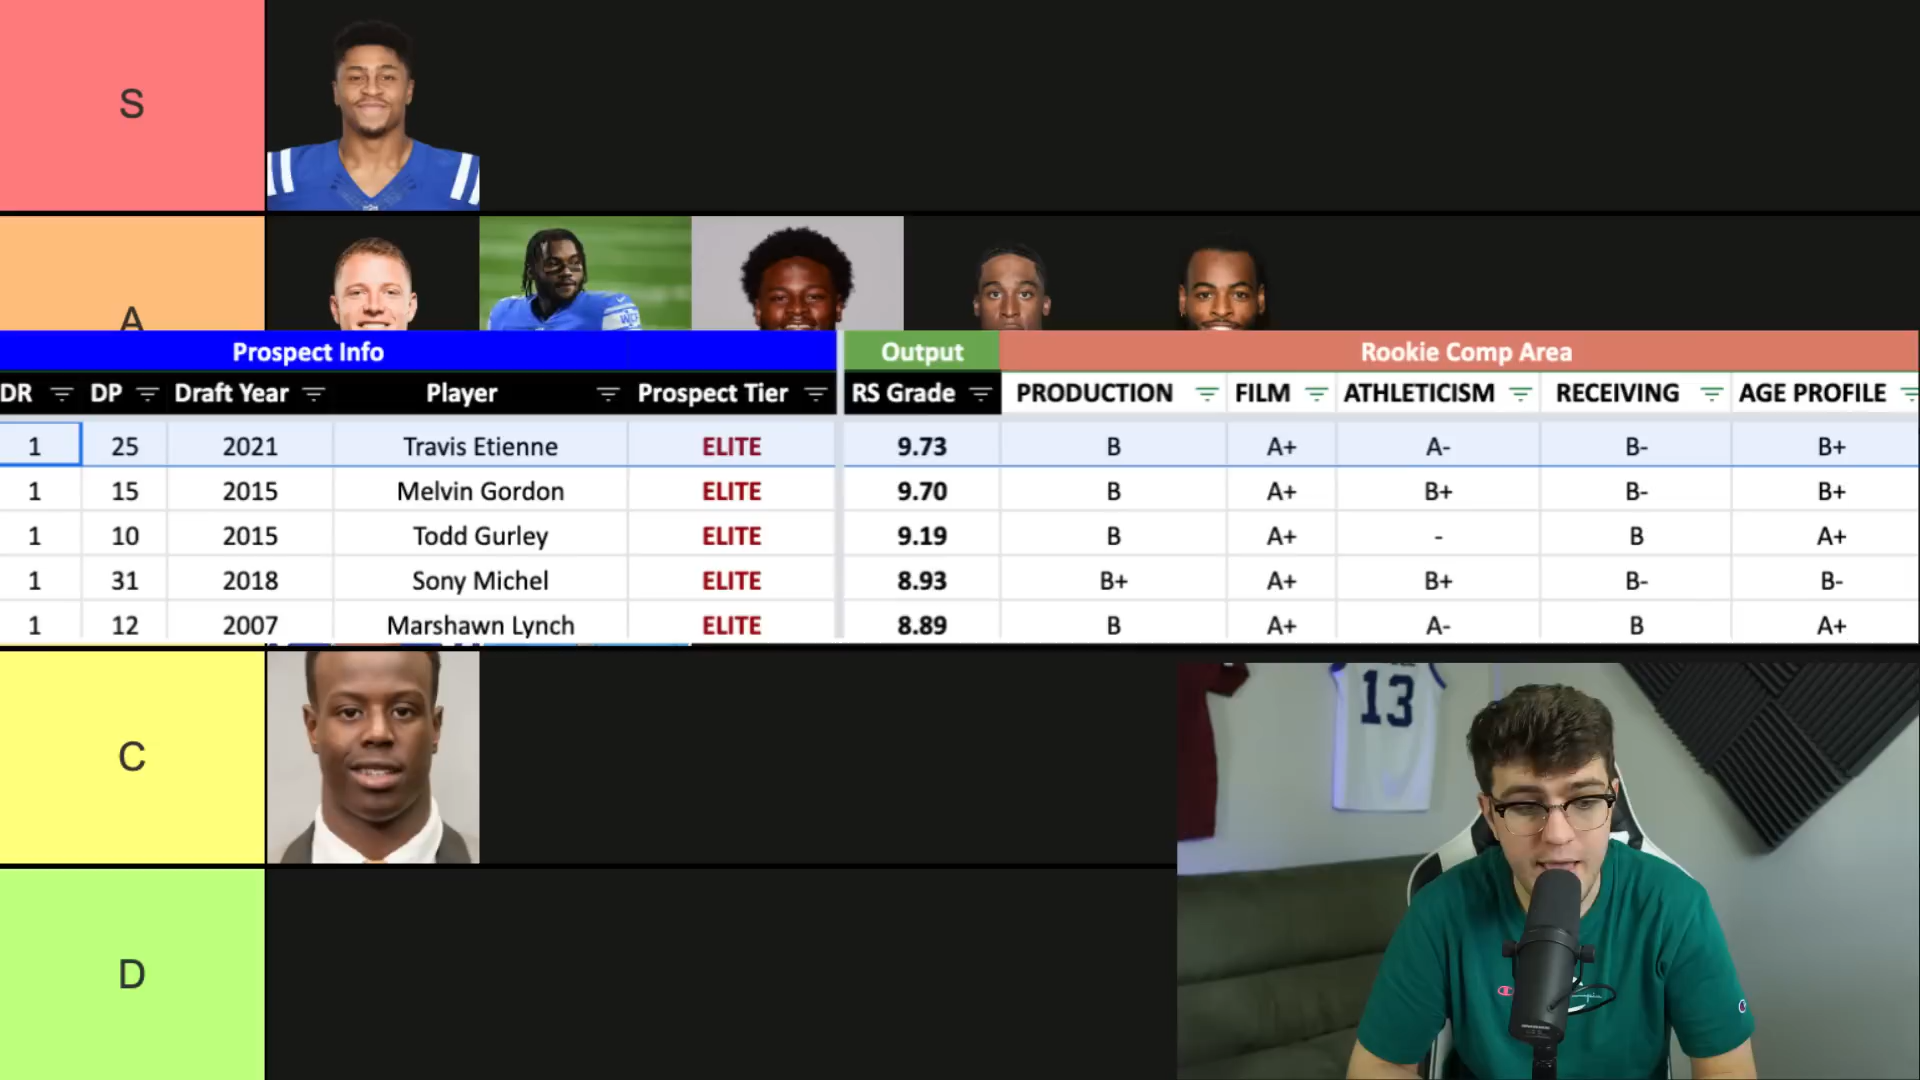 S
A
Prospect Info Output Rookie Comp Area
DR DP Draft Year Player Prospect Tier RS Grade PRODUCTION FILM ATHLETICISM RECEIVING AGE PROFILE
1 25 2021 Travis Etienne ELITE 9.73 B A+ A- B- B+
1 15 2015 Melvin Gordon ELITE 9.70 B A+ B+ B- B+
1 10 2015 Todd Gurley ELITE 9.19 B A+ - B A+
1 31 2018 Sony Michel ELITE 8.93 B+ A+ B+ B- B-
1 12 2007 Marshawn Lynch ELITE 8.89 B A+ A- B A+
C
13
D